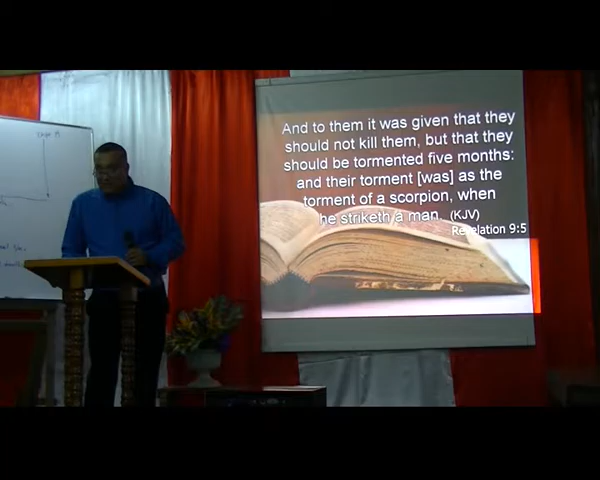 And to them it was given that they
should not kill them, but that they
should be tormented five months:
and their torment [was] as the
torment of a scorpion, when
he striketh a man. (KJV)
Revelation 9:5